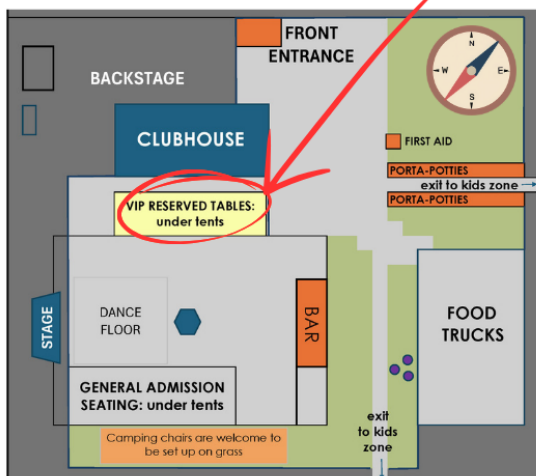 FRONT
ENTRANCE
N
W
E
S
BACKSTAGE
CLUBHOUSE
FIRST AID
PORTA-POTTIES
exit to kids zone →
PORTA-POTTIES
VIP RESERVED TABLES:
under tents
STAGE
DANCE
FLOOR
BAR
FOOD
TRUCKS
GENERAL ADMISSION
SEATING: under tents
exit
to kids
zone
Camping chairs are welcome to
be set up on grass